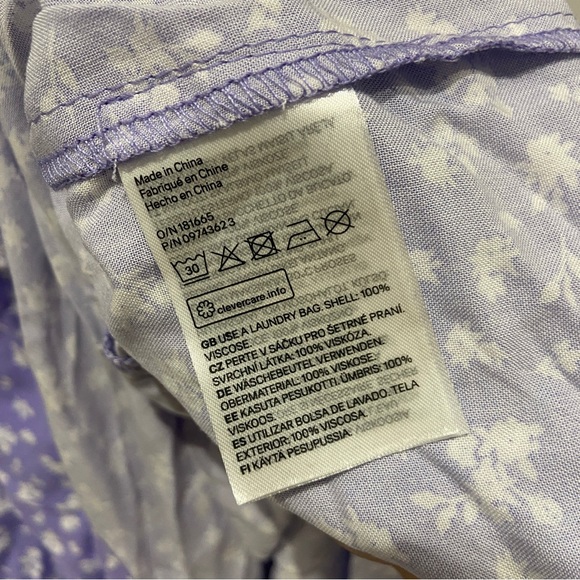 Made in China
Fabriqué en Chine
Hecho en China
O/N 181665
P/N 0974362 3
30
clevercare.info
GB USE A LAUNDRY BAG. SHELL: 100%
VISCOSE.
CZ PERTE V SÁČKU PRO ŠETRNÉ PRANÍ.
SVRCHNÍ LÁTKA: 100% VISKÓZA.
DE WÄSCHEBEUTEL VERWENDEN.
OBERMATERIAL: 100% VISKOSE.
EE KASUTA PESUKOTTI. ÜMBRIS: 100%
VISKOOS.
ES UTILIZAR BOLSA DE LAVADO. TELA
EXTERIOR: 100% VISCOSA.
FI KÄYTÄ PESUPUSSIA.